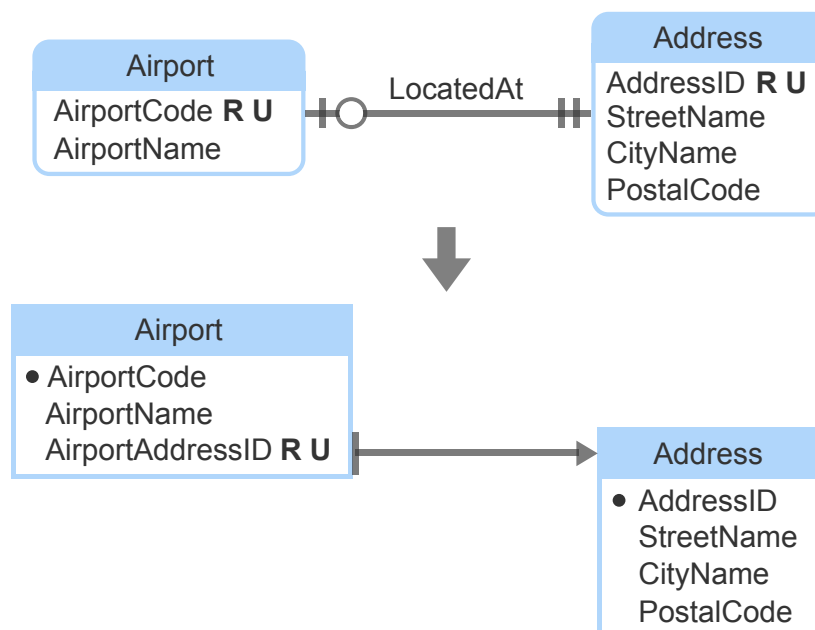 Airport
AirportCode R U
AirportName
LocatedAt
Address
AddressID R U
StreetName
CityName
PostalCode
Airport
● AirportCode
AirportName
AirportAddressID R U
Address
● AddressID
StreetName
CityName
PostalCode